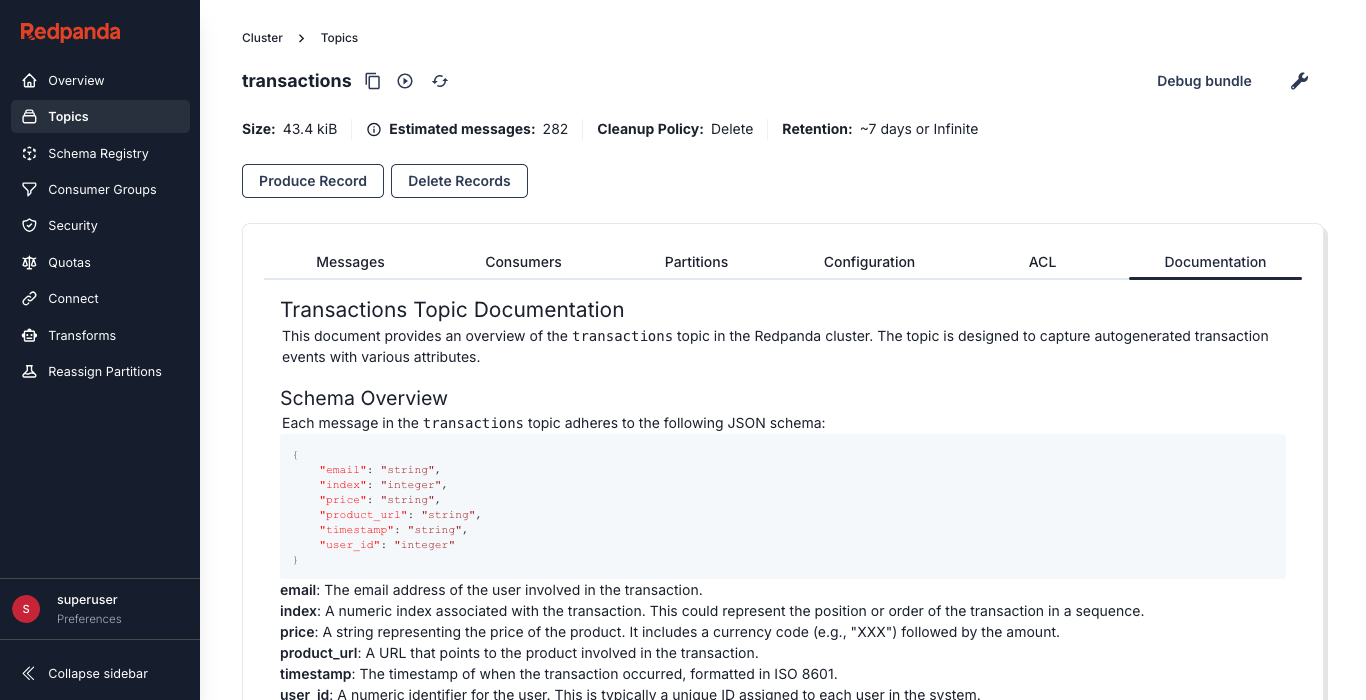 Redpanda
Overview
Topics
Schema Registry
Consumer Groups
Security
Quotas
Connect
Transforms
Reassign Partitions
S
superuser
Preferences
Collapse sidebar
Cluster > Topics
transactions
Debug bundle
Size: 43.4 kiB Estimated messages: 282 Cleanup Policy: Delete Retention: ~7 days or Infinite
Produce Record Delete Records
Messages Consumers Partitions Configuration ACL Documentation
Transactions Topic Documentation
This document provides an overview of the transactions topic in the Redpanda cluster. The topic is designed to capture autogenerated transaction
events with various attributes.
Schema Overview
Each message in the transactions topic adheres to the following JSON schema:
{
"email": "string",
"index": "integer",
"price": "string",
"product_url": "string",
"timestamp": "string",
"user_id": "integer"
}
email: The email address of the user involved in the transaction.
index: A numeric index associated with the transaction. This could represent the position or order of the transaction in a sequence.
price: A string representing the price of the product. It includes a currency code (e.g., "XXX") followed by the amount.
product_url: A URL that points to the product involved in the transaction.
timestamp: The timestamp of when the transaction occurred, formatted in ISO 8601.
user_id: A numeric identifier for the user. This is typically a unique ID assigned to each user in the system.